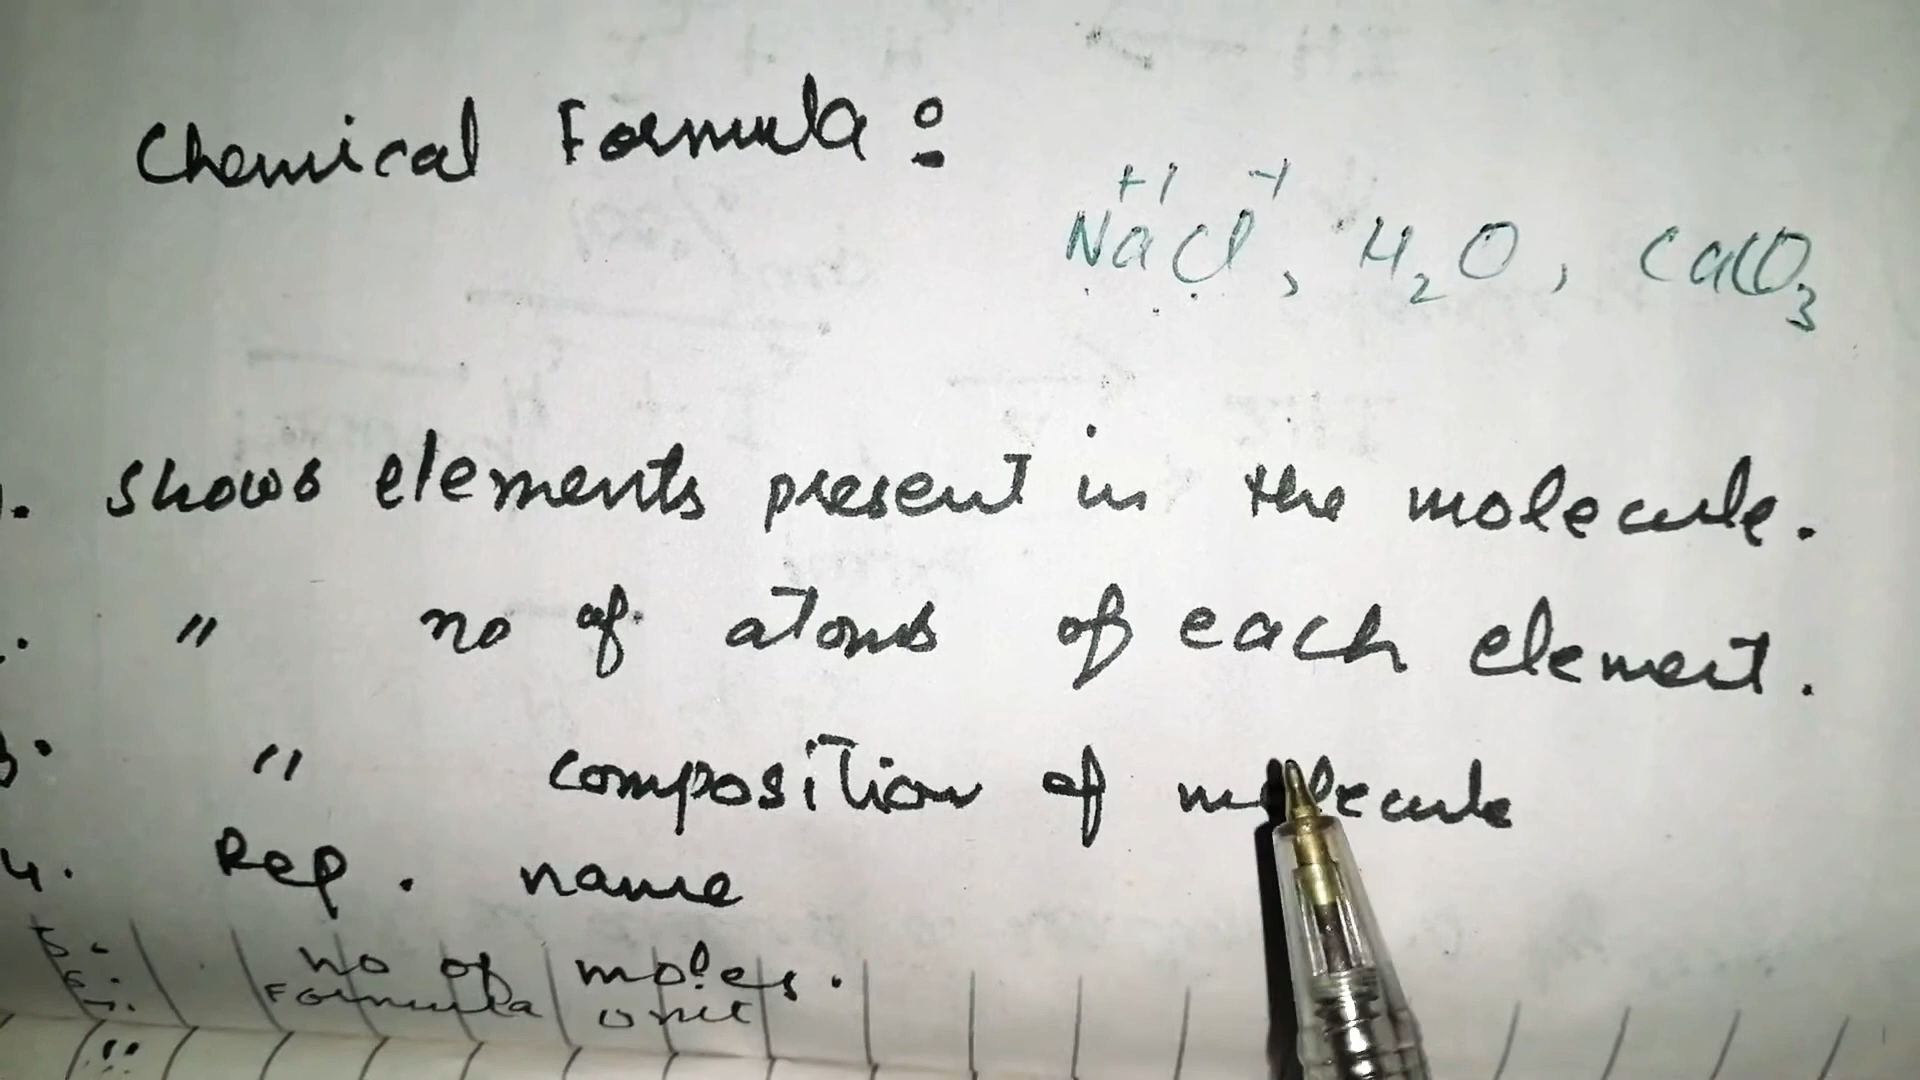 Chemical Formula :
+1 -1
NaCl, H₂O, CaCO₃
1. shows elements present in the molecule.
" no of atoms of each element.
3. " composition of molecule
4. Rep. name
5. no of moles.
6. Formula unit